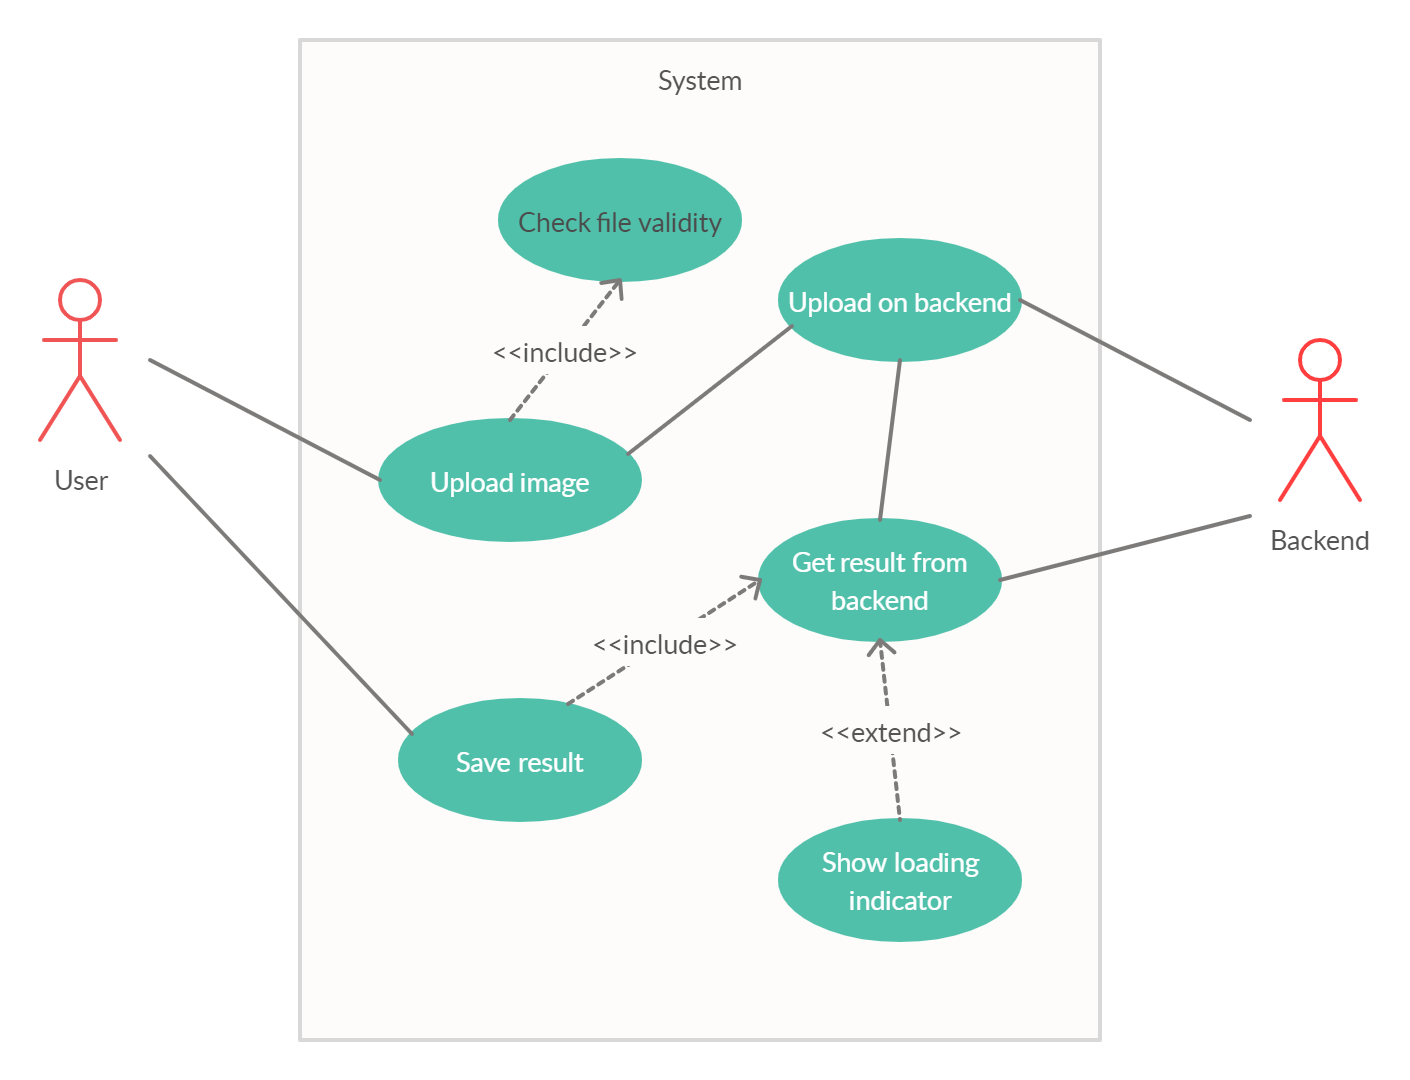 System
Check file validity
Upload on backend
<<include>>
User
Upload image
Backend
Get result from
backend
<<include>>
<<extend>>
Save result
Show loading
indicator